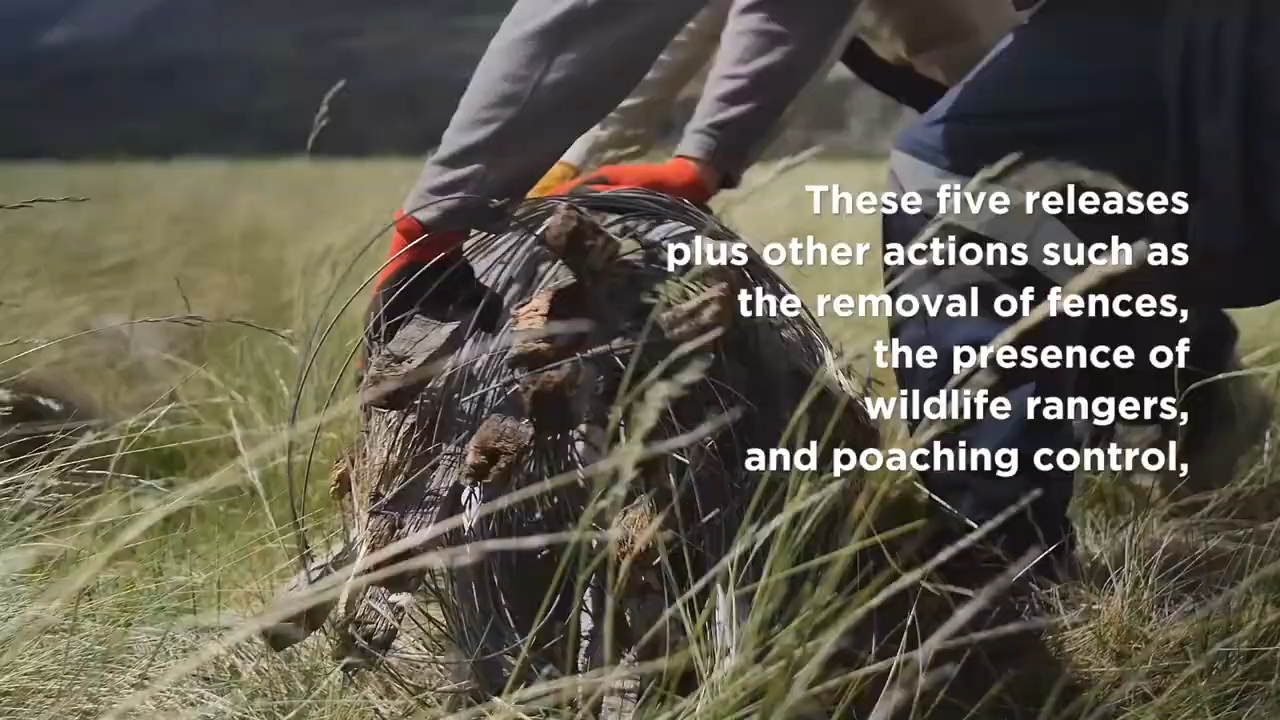 These five releases
plus other actions such as
the removal of fences,
the presence of
wildlife rangers,
and poaching control,